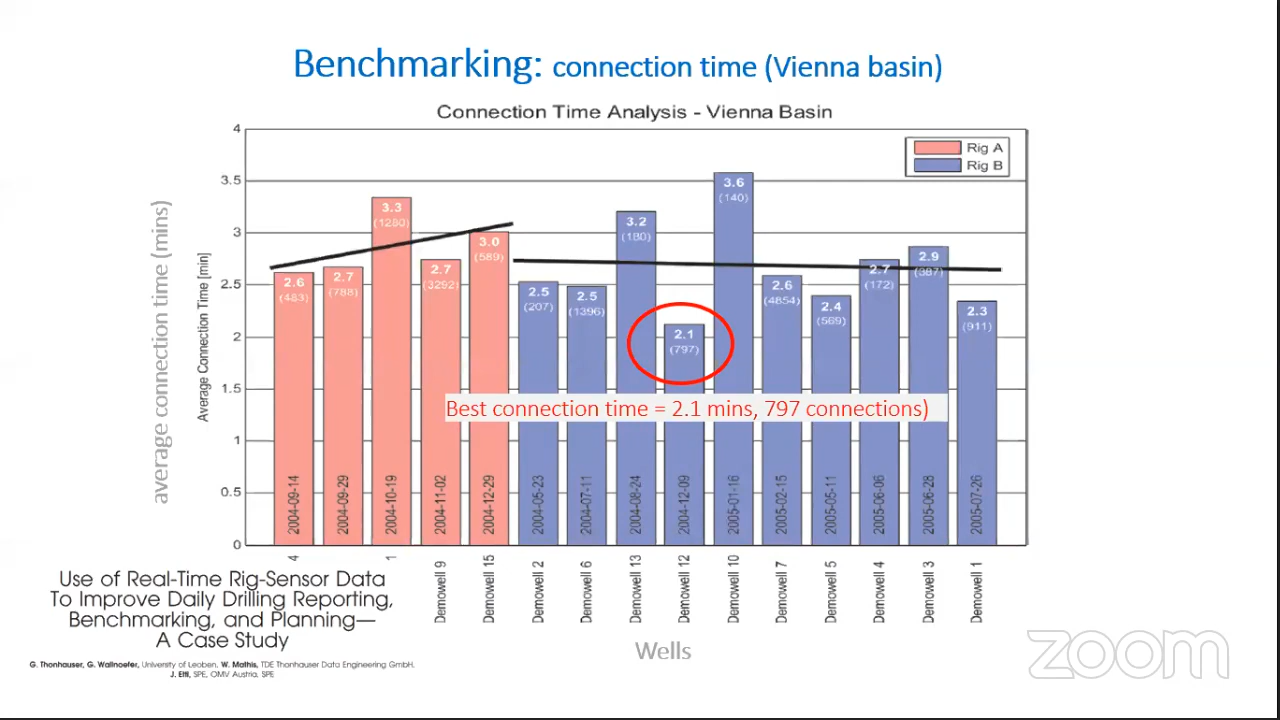 Benchmarking: connection time (Vienna basin)
Connection Time Analysis - Vienna Basin
Rig A
Rig B
average connection time (mins)
Average Connection Time [min]
4
3.5
3
2.5
2
1.5
1
0.5
0
2.6
(483)
2.7
(788)
3.3
(1280)
2.7
(3292)
3.0
(589)
2.5
(207)
2.5
(1396)
3.2
(180)
2.1
(797)
3.6
(140)
2.6
(4854)
2.4
(569)
2.7
(172)
2.9
(387)
2.3
(911)
Best connection time = 2.1 mins, 797 connections)
2004-09-14
2004-09-29
2004-10-19
2004-11-02
2004-12-29
2004-05-23
2004-07-11
2004-08-24
2004-12-09
2005-01-16
2005-02-15
2005-05-11
2005-06-06
2005-06-28
2005-07-26
4
1
Demowell 9
Demowell 15
Demowell 2
Demowell 6
Demowell 13
Demowell 12
Demowell 10
Demowell 7
Demowell 5
Demowell 4
Demowell 3
Demowell 1
Wells
Use of Real-Time Rig-Sensor Data
To Improve Daily Drilling Reporting,
Benchmarking, and Planning—
A Case Study
G. Thonhauser, G. Wallnoefer, University of Leoben, W. Mathis, TDE Thonhauser Data Engineering GmbH,
J. Ettl, SPE, OMV Austria, SPE
zoom